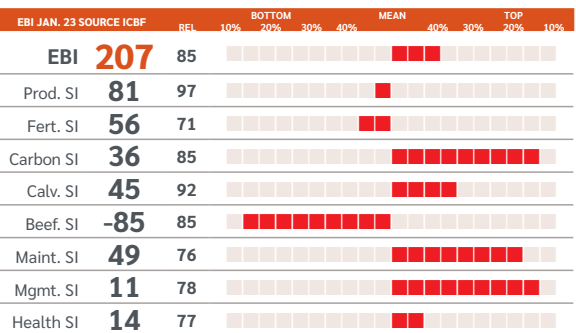 EBI JAN. 23 SOURCE ICBF REL BOTTOM MEAN TOP
10% 20% 30% 40% 40% 30% 20% 10%
EBI 207 85
Prod. SI 81 97
Fert. SI 56 71
Carbon SI 36 85
Calv. SI 45 92
Beef. SI -85 85
Maint. SI 49 76
Mgmt. SI 11 78
Health SI 14 77